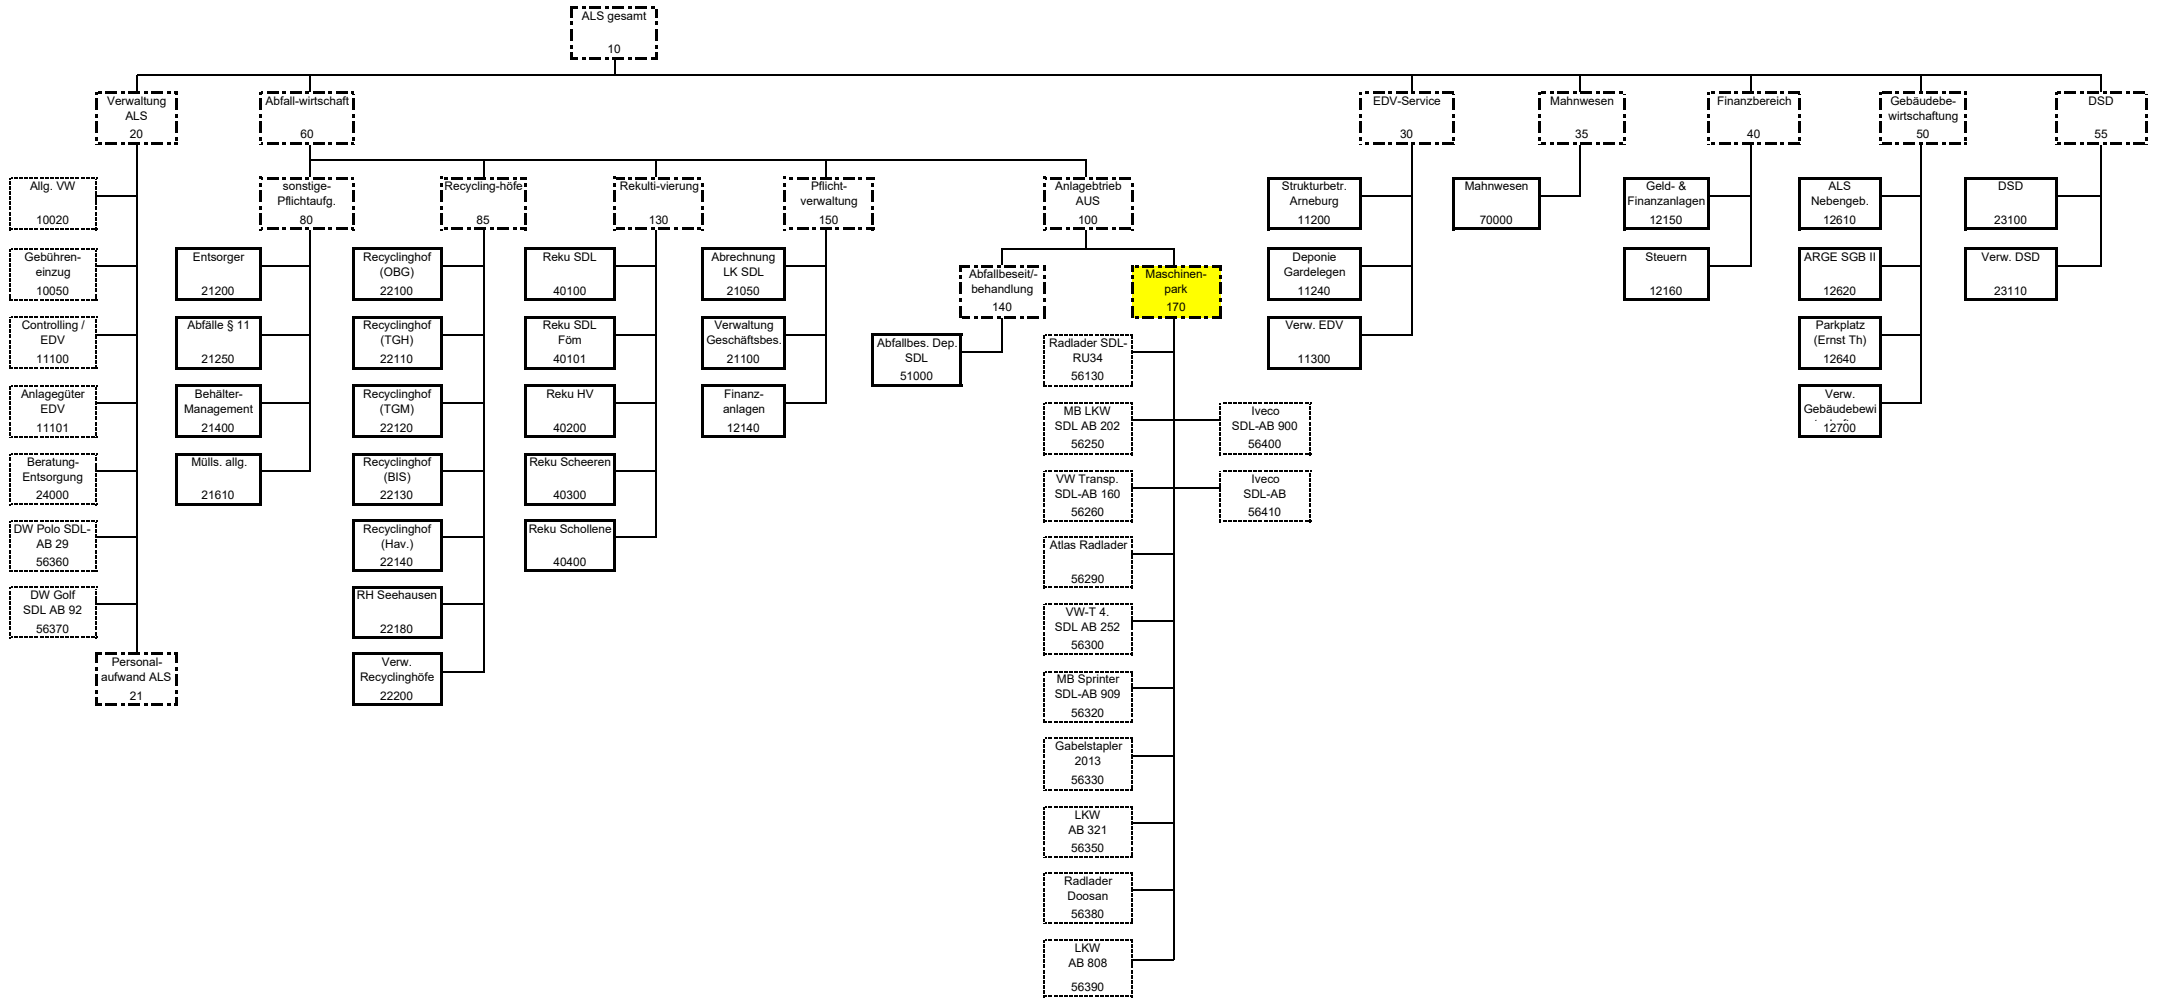 ALS gesamt
10
Verwaltung
ALS
20
Abfall-wirtschaft
60
EDV-Service
30
Mahnwesen
35
Finanzbereich
40
Gebäudebe-
wirtschaftung
50
DSD
55
sonstige-
Pflichtaufg.
80
Recycling-höfe
85
Rekulti-vierung
130
Pflicht-
verwaltung
150
Anlagebtrieb
AUS
100
Allg. VW
10020
Gebühren-
einzug
10050
Controlling /
EDV
11100
Anlagegüter
EDV
11101
Beratung-
Entsorgung
24000
DW Polo SDL-
AB 29
56360
DW Golf
SDL AB 92
56370
Personal-
aufwand ALS
21
Entsorger
21200
Abfälle § 11
21250
Behälter-
Management
21400
Mülls. allg.
21610
Recyclinghof
(OBG)
22100
Recyclinghof
(TGH)
22110
Recyclinghof
(TGM)
22120
Recyclinghof
(BIS)
22130
Recyclinghof
(Hav.)
22140
RH Seehausen
22180
Verw.
Recyclinghöfe
22200
Reku SDL
40100
Reku SDL
Föm
40101
Reku HV
40200
Reku Scheeren
40300
Reku Schollene
40400
Abrechnung
LK SDL
21050
Verwaltung
Geschäftsbes.
21100
Finanz-
anlagen
12140
Abfallbeseit/-
behandlung
140
Abfallbes. Dep.
SDL
51000
Maschinen-
park
170
Radlader SDL-
RU34
56130
MB LKW
SDL AB 202
56250
VW Transp.
SDL-AB 160
56260
Atlas Radlader
56290
VW-T 4.
SDL AB 252
56300
MB Sprinter
SDL-AB 909
56320
Gabelstapler
2013
56330
LKW
AB 321
56350
Radlader
Doosan
56380
LKW
AB 808
56390
Iveco
SDL-AB 900
56400
Iveco
SDL-AB
56410
Strukturbetr.
Arneburg
11200
Deponie
Gardelegen
11240
Verw. EDV
11300
Mahnwesen
70000
Geld- &
Finanzanlagen
12150
Steuern
12160
ALS
Nebengeb.
12610
ARGE SGB II
12620
Parkplatz
(Ernst Th)
12640
Verw.
Gebäudebewi
12700
DSD
23100
Verw. DSD
23110